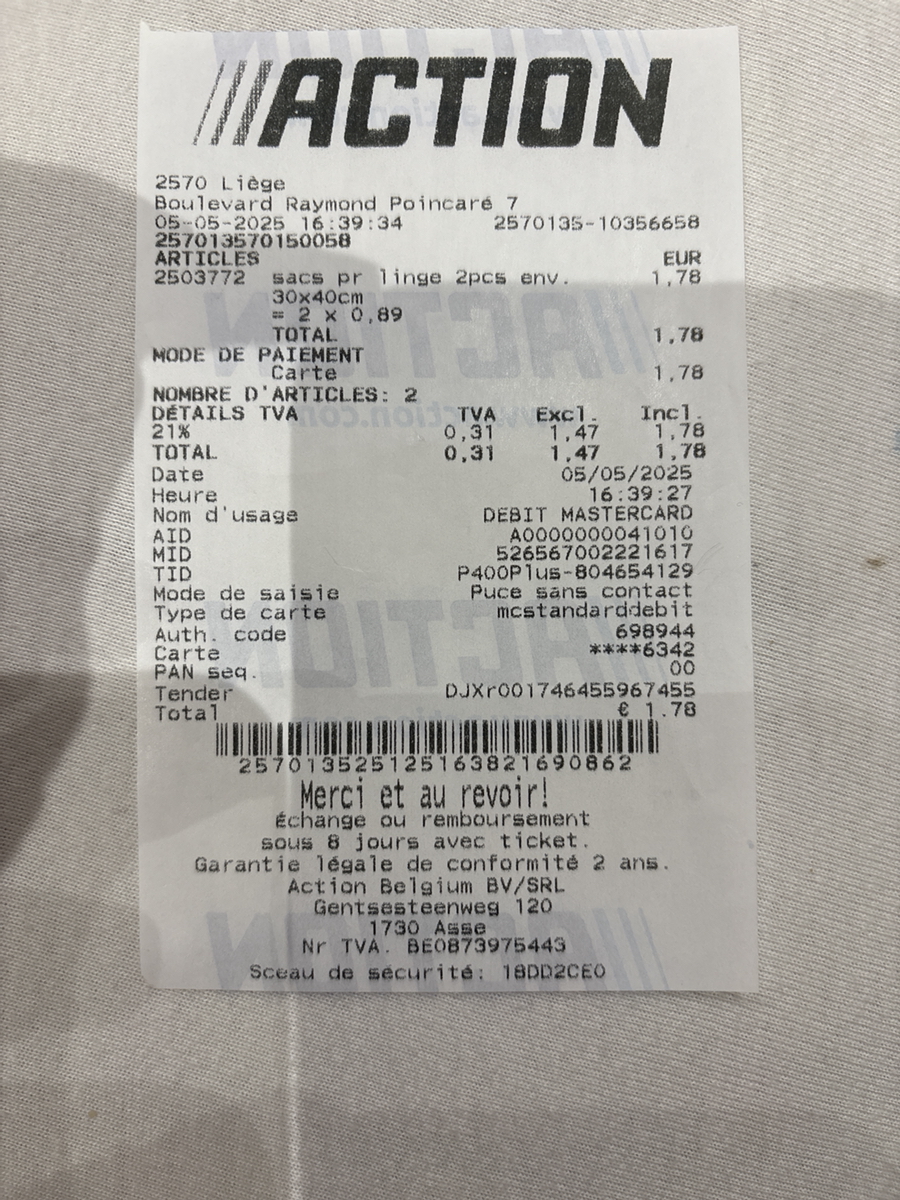 ACTION
2570 Liège
Boulevard Raymond Poincaré 7
05-05-2025 16:39:34 2570135-10356658
257013570150058
ARTICLES EUR
2503772 sacs pr linge 2pcs env. 1,78
30x40cm
= 2 x 0,89
TOTAL 1,78
MODE DE PAIEMENT
Carte 1,78
NOMBRE D'ARTICLES: 2
DÉTAILS TVA TVA Excl. Incl.
21% 0,31 1,47 1,78
TOTAL 0,31 1,47 1,78
Date 05/05/2025
Heure 16:39:27
Nom d'usage DEBIT MASTERCARD
AID A0000000041010
MID 526567002221617
TID P400Plus-804654129
Mode de saisie Puce sans contact
Type de carte mcstandarddebit
Auth. code 698944
Carte ****6342
PAN seq. 00
Tender DJXr001746455967455
Total € 1.78
257013525125163821690862
Merci et au revoir!
Échange ou remboursement
sous 8 jours avec ticket.
Garantie légale de conformité 2 ans.
Action Belgium BV/SRL
Gentsesteenweg 120
1730 Asse
Nr TVA. BE0873975443
Sceau de sécurité: 18DD2CE0